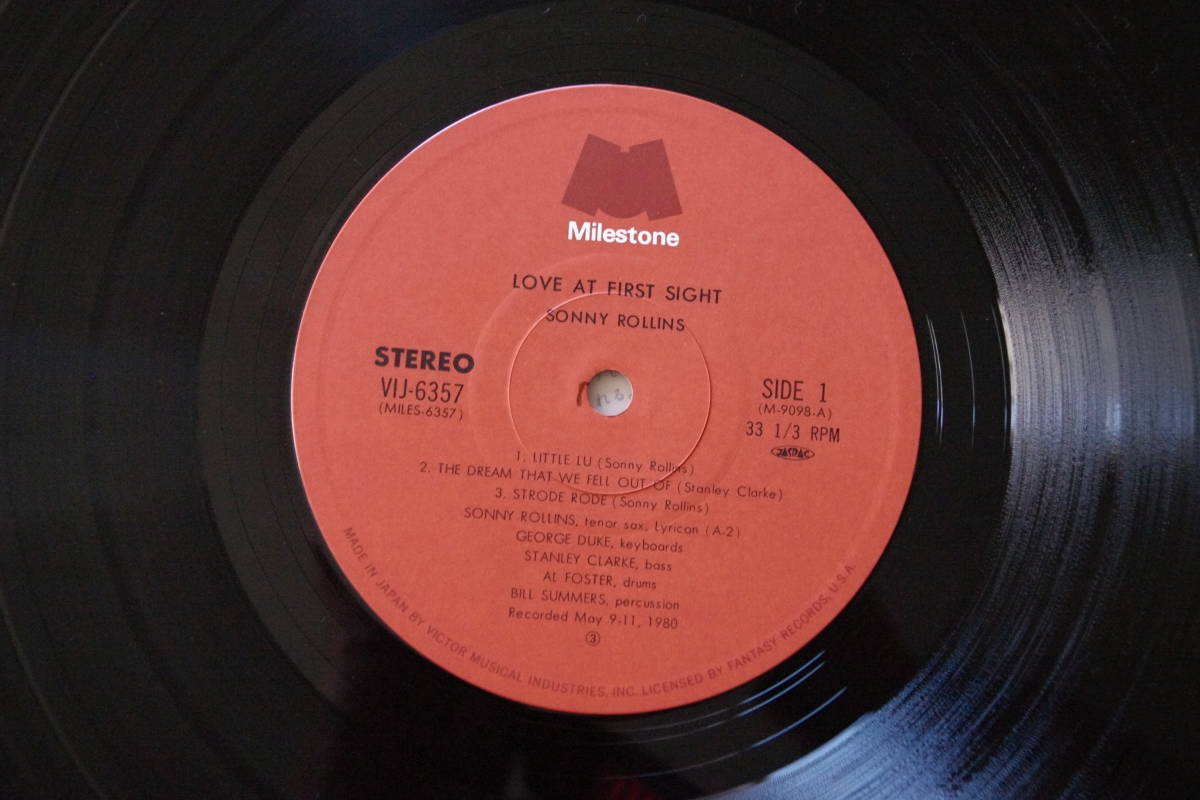 Milestone
LOVE AT FIRST SIGHT
SONNY ROLLINS
STEREO
VIJ-6357
(MILES-6357)
SIDE 1
(M-9098-A)
33 1/3 RPM
JASRAC
1. LITTLE LU (Sonny Rollins)
2. THE DREAM THAT WE FELL OUT OF (Stanley Clarke)
3. STRODE RODE (Sonny Rollins)
SONNY ROLLINS, tenor sax, Lyricon (A-2)
GEORGE DUKE, keyboards
STANLEY CLARKE, bass
AL FOSTER, drums
BILL SUMMERS, percussion
Recorded May 9-11, 1980
③
MADE IN JAPAN BY VICTOR MUSICAL INDUSTRIES, INC. LICENSED BY FANTASY RECORDS, U.S.A.